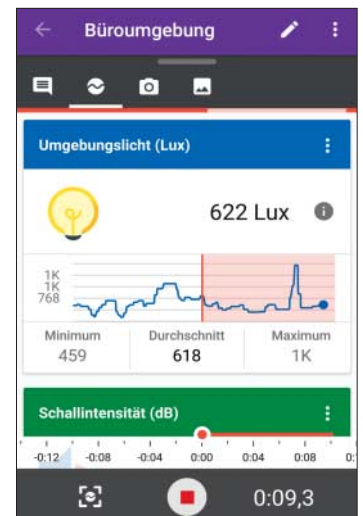 Büroumgebung
Umgebungslicht (Lux)
622 Lux
1K
1K
768
Minimum Durchschnitt Maximum
459 618 1K
Schallintensität (dB)
-0:12 -0:08 -0:04 0:00 0:04 0:08 0:
0:09,3